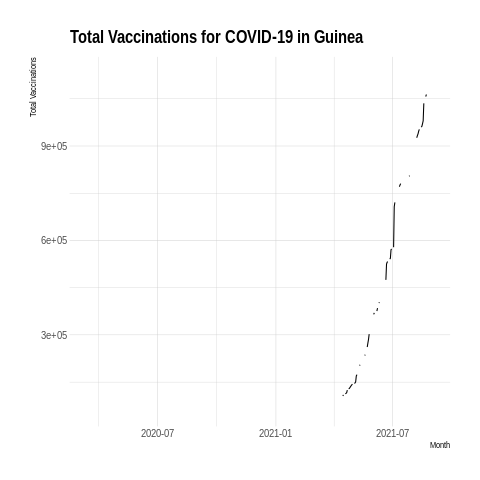 Total Vaccinations for COVID-19 in Guinea
Total Vaccinations
9e+05
6e+05
3e+05
2020-07 2021-01 2021-07
Month